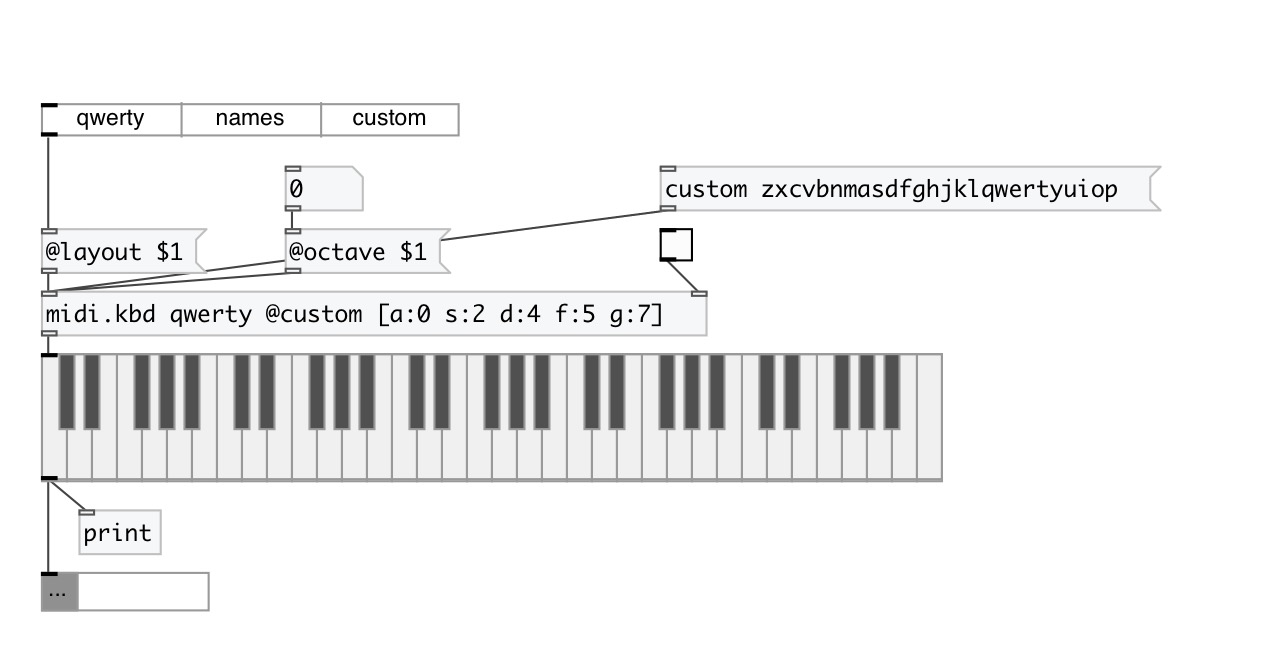 qwerty names custom
0
custom zxcvbnmasdfghjklqwertyuiop
@layout $1
@octave $1
midi.kbd qwerty @custom [a:0 s:2 d:4 f:5 g:7]
print
...